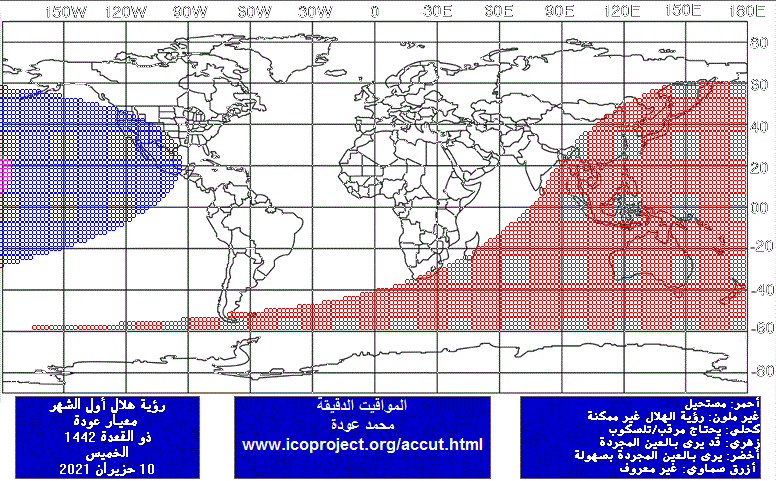 150W 120W 90W 60W 30W 0 30E 60E 90E 120E 150E 180E
80
60
40
20
00
-20
-40
-60
-80
رؤية هلال أول الشهر
معيار عودة
ذو القعدة 1442
الخميس
10 حزيران 2021
المواقيت الدقيقة
محمد عودة
www.icoproject.org/accut.html
أحمر: مستحيل
غير ملون: رؤية الهلال غير ممكنة
كحلي: يحتاج مرقب/تلسكوب
زهري: قد يرى بالعين المجردة
أخضر: يرى بالعين المجردة بسهولة
أزرق سماوي: غير معروف